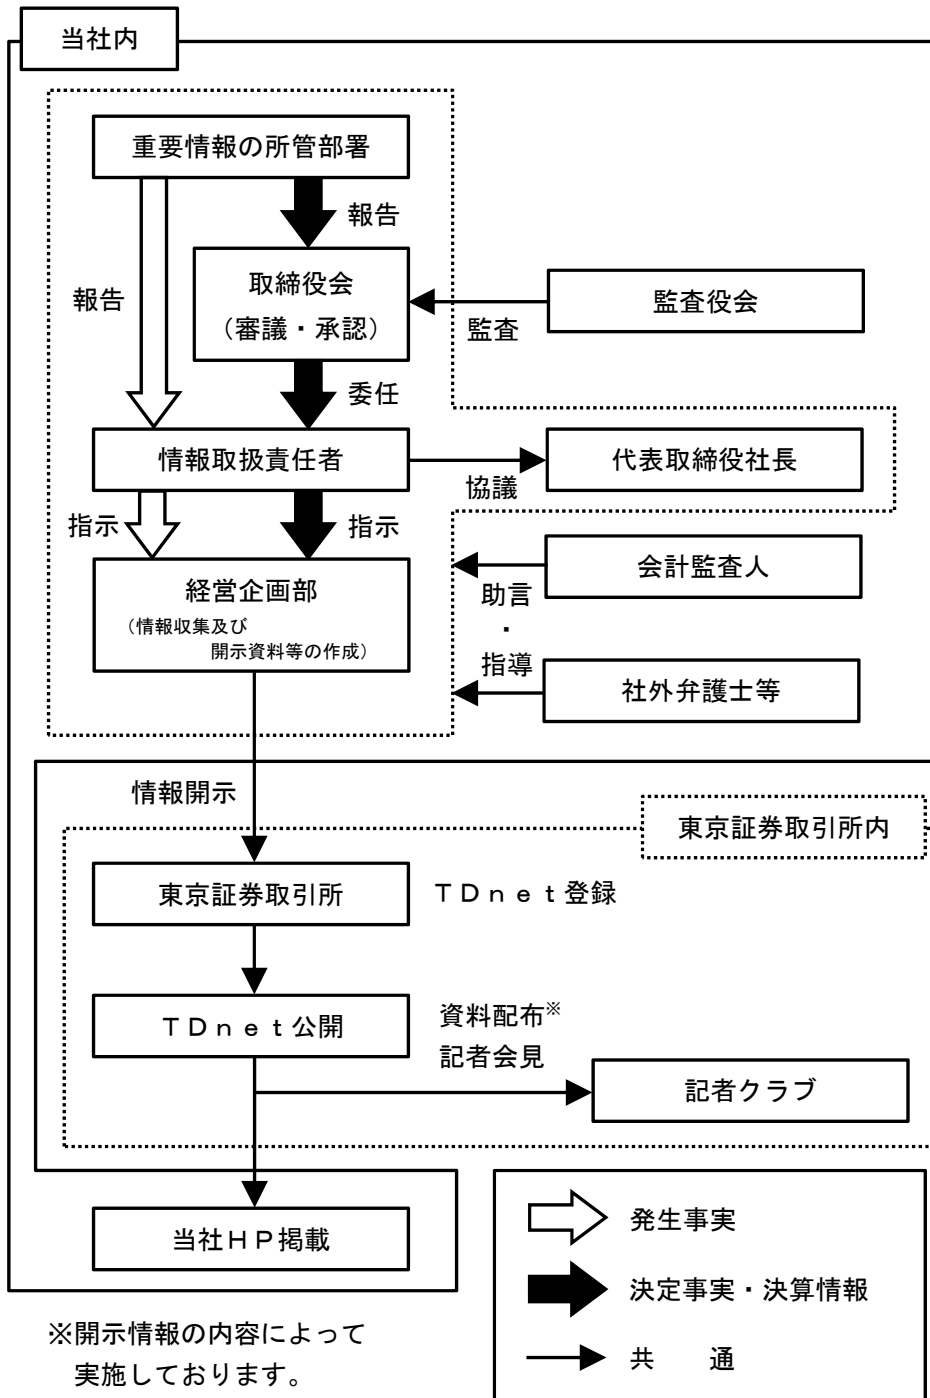 当社内
重要情報の所管部署
報告
報告
取締役会
（審議・承認）
監査役会
監査
委任
情報取扱責任者
代表取締役社長
協議
指示
指示
経営企画部
（情報収集及び
開示資料等の作成）
会計監査人
助言
・
指導
社外弁護士等
情報開示
東京証券取引所内
東京証券取引所
ＴＤｎｅｔ登録
ＴＤｎｅｔ公開
資料配布※
記者会見
記者クラブ
当社ＨＰ掲載
発生事実
決定事実・決算情報
共　　通
※開示情報の内容によって
実施しております。